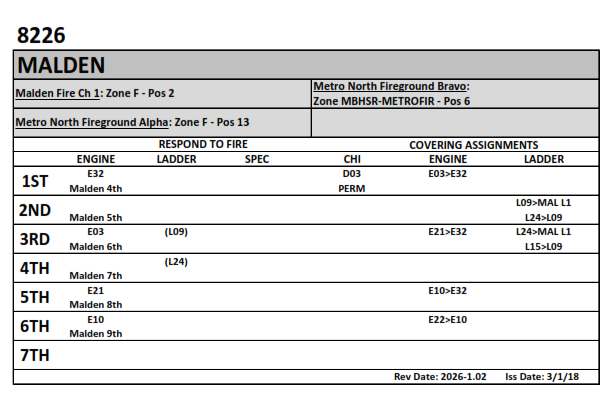 8226
MALDEN
Malden Fire Ch 1: Zone F - Pos 2
Metro North Fireground Bravo:
Zone MBHSR-METROFIR - Pos 6
Metro North Fireground Alpha: Zone F - Pos 13
RESPOND TO FIRE COVERING ASSIGNMENTS
ENGINE LADDER SPEC CHI ENGINE LADDER
1ST E32 D03 E03>E32
Malden 4th PERM
2ND L09>MAL L1
Malden 5th L24>L09
3RD E03 (L09) E21>E32 L24>MAL L1
Malden 6th L15>L09
4TH (L24)
Malden 7th
5TH E21 E10>E32
Malden 8th
6TH E10 E22>E10
Malden 9th
7TH
Rev Date: 2026-1.02 Iss Date: 3/1/18